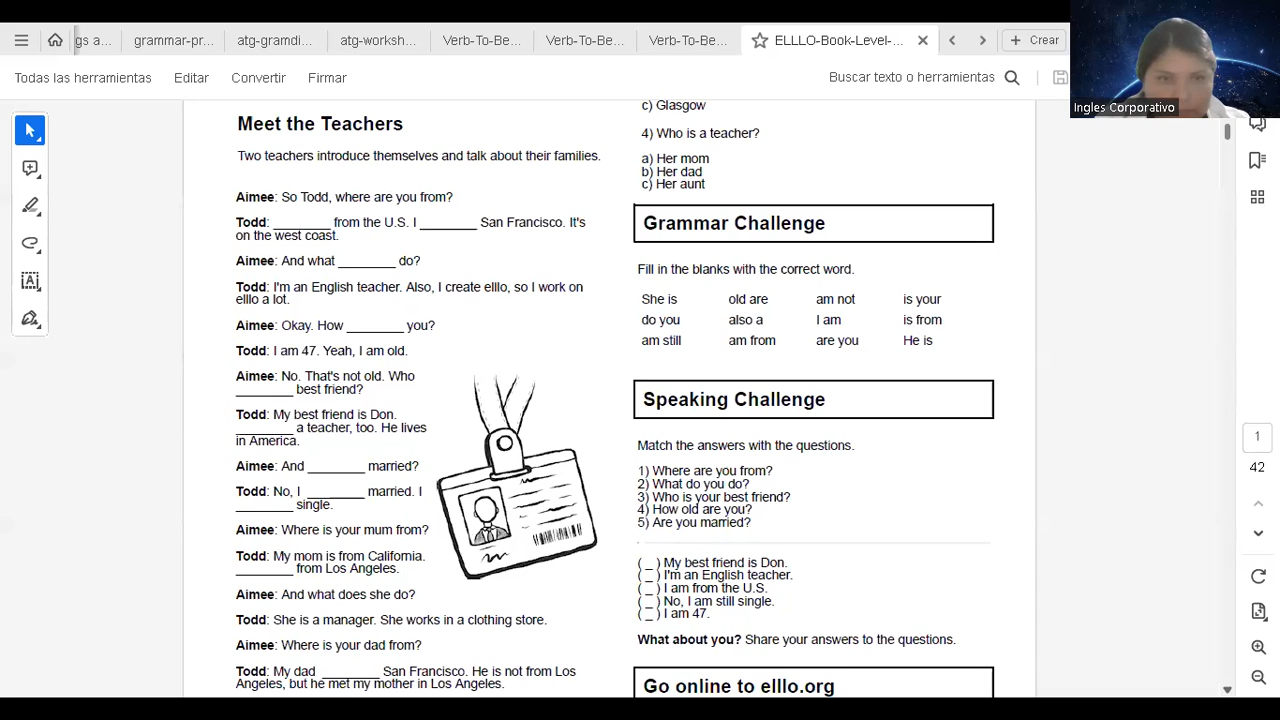 gs a...
grammar-pr...
atg-gramdi...
atg-worksh...
Verb-To-Be...
Verb-To-Be...
Verb-To-Be...
ELLLO-Book-Level-...
Crear
Todas las herramientas
Editar
Convertir
Firmar
Buscar texto o herramientas
Ingles Corporativo
Meet the Teachers
Two teachers introduce themselves and talk about their families.
Aimee: So Todd, where are you from?
Todd: ________ from the U.S. I ________ San Francisco. It's
on the west coast.
Aimee: And what ________ do?
Todd: I'm an English teacher. Also, I create elllo, so I work on
elllo a lot.
Aimee: Okay. How ________ you?
Todd: I am 47. Yeah, I am old.
Aimee: No. That's not old. Who
________ best friend?
Todd: My best friend is Don.
________ a teacher, too. He lives
in America.
Aimee: And ________ married?
Todd: No, I ________ married. I
________ single.
Aimee: Where is your mum from?
Todd: My mom is from California.
________ from Los Angeles.
Aimee: And what does she do?
Todd: She is a manager. She works in a clothing store.
Aimee: Where is your dad from?
Todd: My dad ________ San Francisco. He is not from Los
Angeles, but he met my mother in Los Angeles.
c) Glasgow
4) Who is a teacher?
a) Her mom
b) Her dad
c) Her aunt
Grammar Challenge
Fill in the blanks with the correct word.
She is old are am not is your
do you also a I am is from
am still am from are you He is
Speaking Challenge
Match the answers with the questions.
1) Where are you from?
2) What do you do?
3) Who is your best friend?
4) How old are you?
5) Are you married?
( _ ) My best friend is Don.
( _ ) I'm an English teacher.
( _ ) I am from the U.S.
( _ ) No, I am still single.
( _ ) I am 47.
What about you? Share your answers to the questions.
Go online to elllo.org
1
42